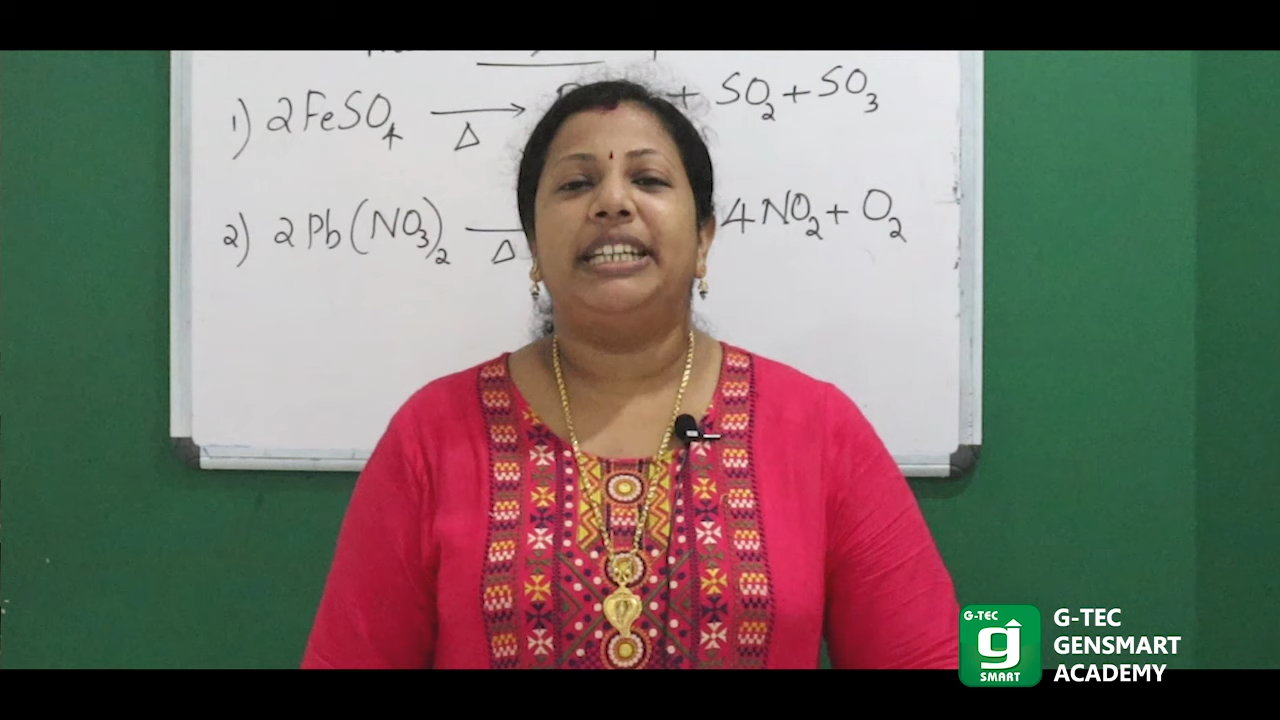 1) 2FeSO₄ →Δ + SO₂ + SO₃
2) 2Pb(NO₃)₂ →Δ 4NO₂ + O₂
G-TEC
g
SMART
G-TEC
GENSMART
ACADEMY